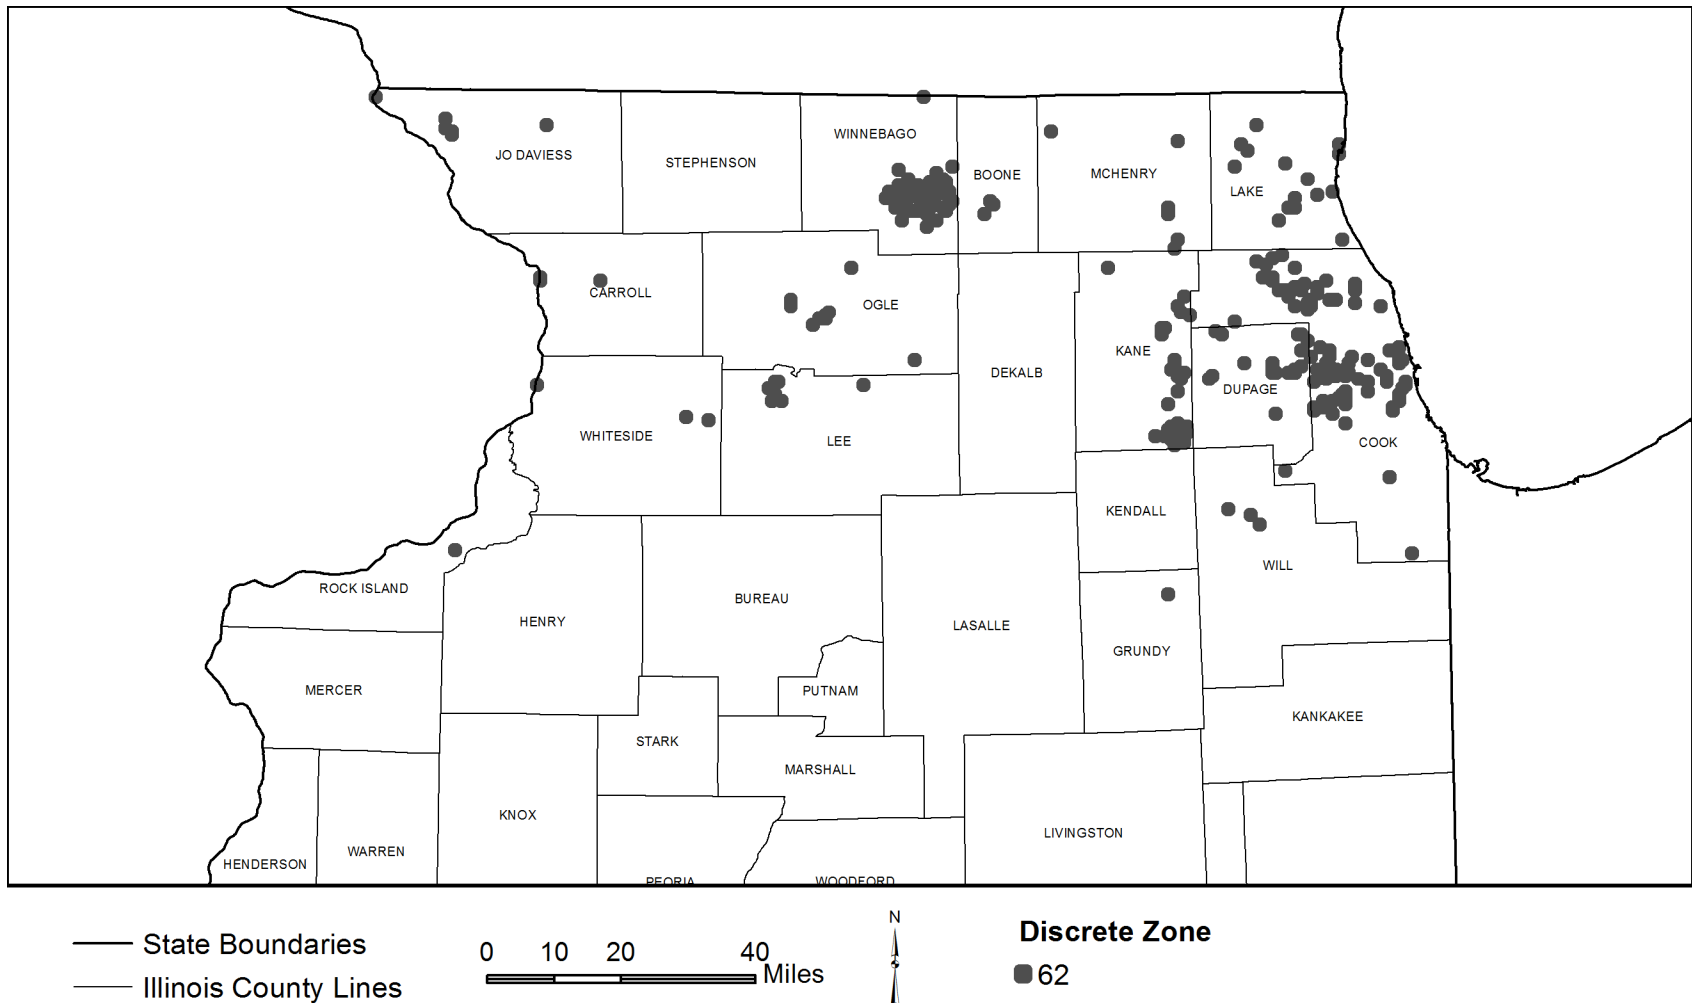 WINNEBAGO
JO DAVIESS
STEPHENSON
BOONE
MCHENRY
LAKE
CARROLL
OGLE
KANE
DEKALB
DUPAGE
WHITESIDE
LEE
COOK
KENDALL
WILL
ROCK ISLAND
BUREAU
HENRY
LASALLE
GRUNDY
MERCER
PUTNAM
KANKAKEE
STARK
MARSHALL
KNOX
LIVINGSTON
WARREN
HENDERSON
PEORIA
WOODFORD
State Boundaries
Illinois County Lines
0 10 20 40
Miles
N
Discrete Zone
62